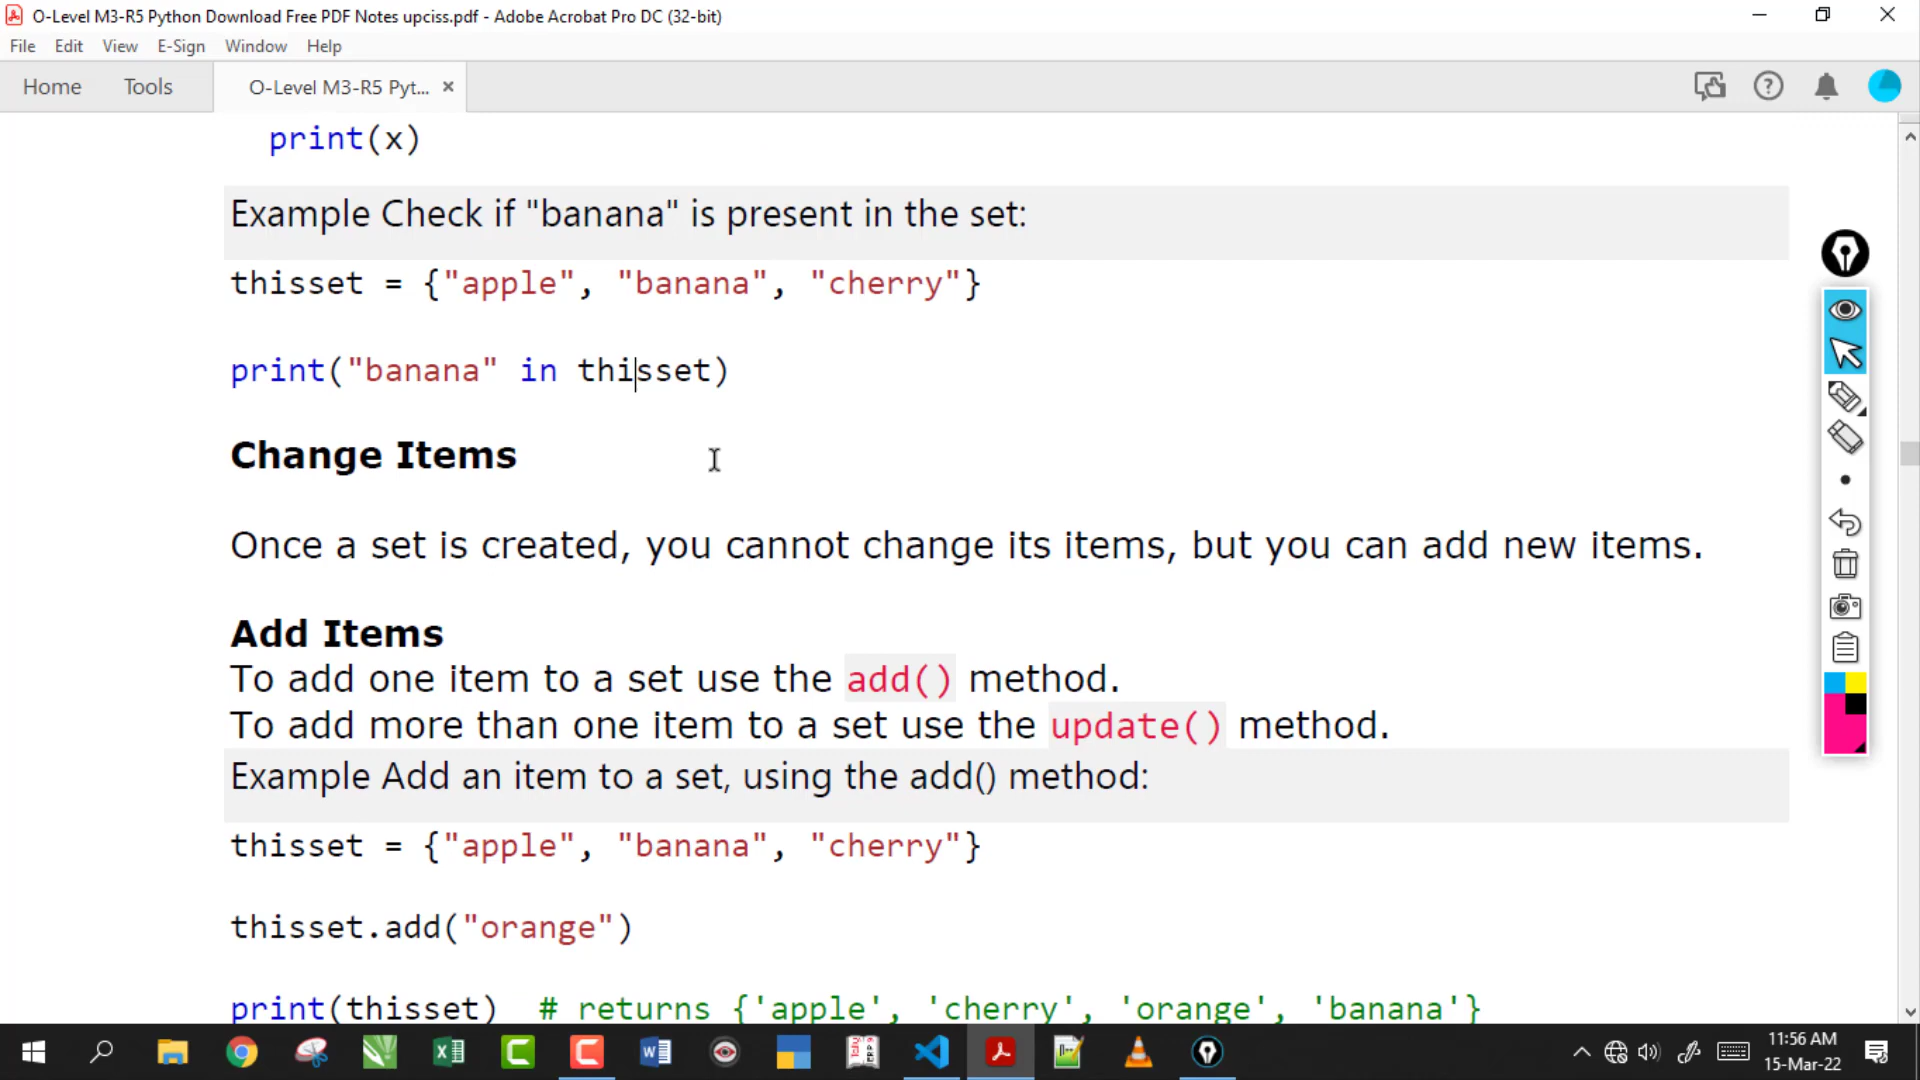 O-Level M3-R5 Python Download Free PDF Notes upciss.pdf - Adobe Acrobat Pro DC (32-bit)
File Edit View E-Sign Window Help
Home Tools O-Level M3-R5 Pyt...
print(x)
Example Check if "banana" is present in the set:
thisset = {"apple", "banana", "cherry"}
print("banana" in thisset)
Change Items
Once a set is created, you cannot change its items, but you can add new items.
Add Items
To add one item to a set use the add() method.
To add more than one item to a set use the update() method.
Example Add an item to a set, using the add() method:
thisset = {"apple", "banana", "cherry"}
thisset.add("orange")
print(thisset) # returns {'apple', 'cherry', 'orange', 'banana'}
11:56 AM
15-Mar-22